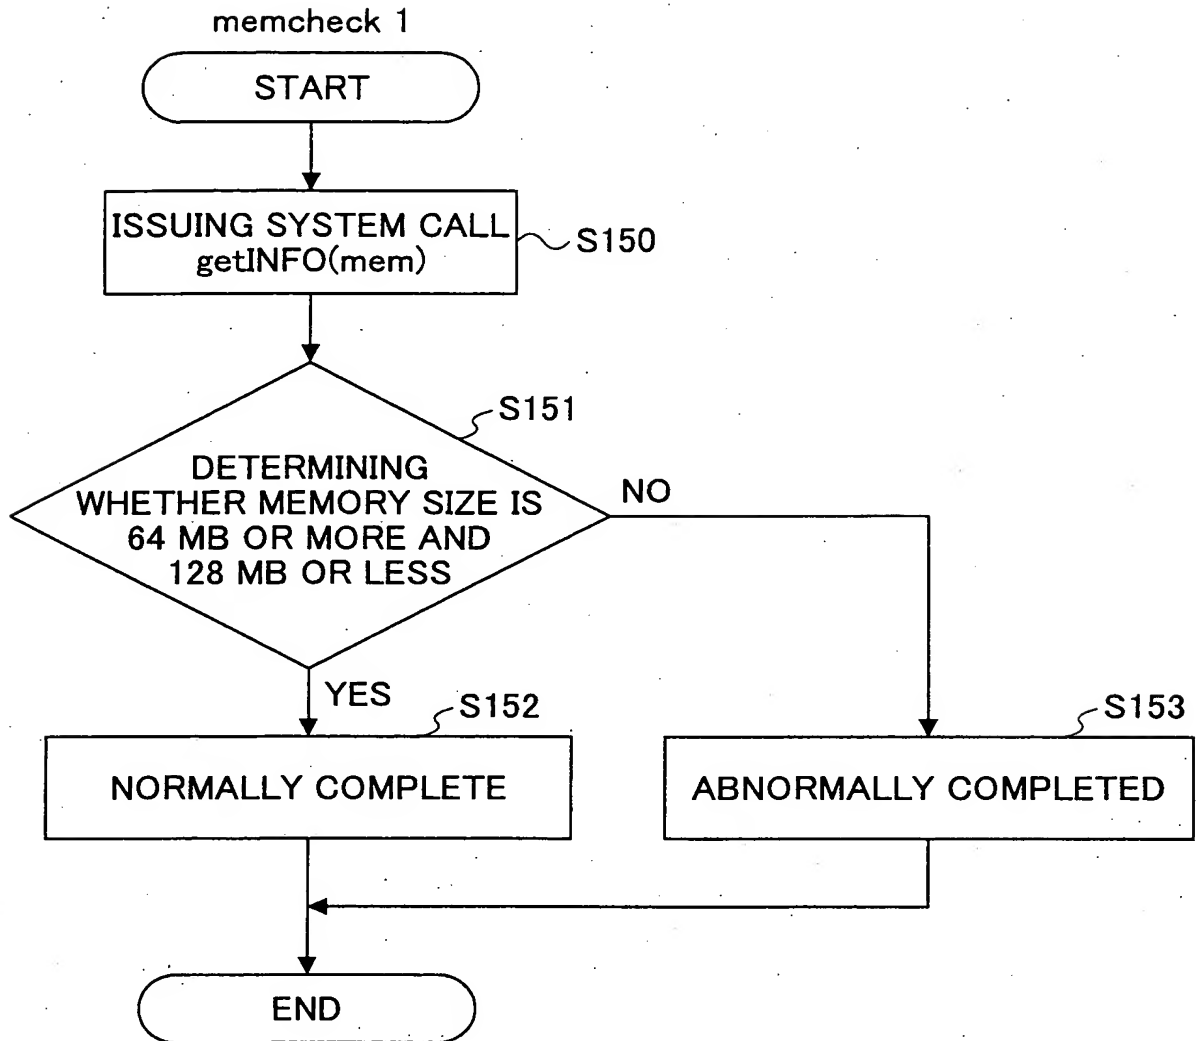 memcheck 1
START
ISSUING SYSTEM CALL
getINFO(mem)
S150
S151
DETERMINING
WHETHER MEMORY SIZE IS
64 MB OR MORE AND
128 MB OR LESS
NO
YES
S152
S153
NORMALLY COMPLETE
ABNORMALLY COMPLETED
END